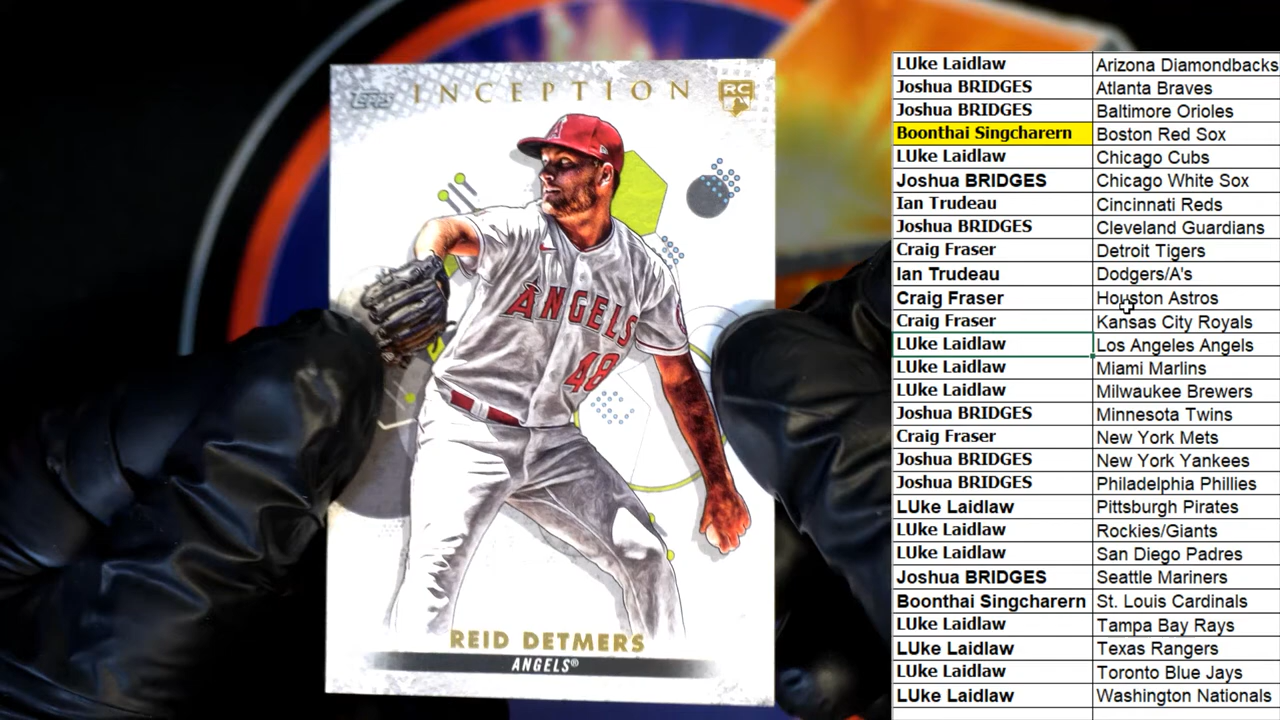 TOPPS INCEPTION RC
ANGELS
48
REID DETMERS
ANGELS®
LUke Laidlaw Arizona Diamondbacks
Joshua BRIDGES Atlanta Braves
Joshua BRIDGES Baltimore Orioles
Boonthai Singcharern Boston Red Sox
LUke Laidlaw Chicago Cubs
Joshua BRIDGES Chicago White Sox
Ian Trudeau Cincinnati Reds
Joshua BRIDGES Cleveland Guardians
Craig Fraser Detroit Tigers
Ian Trudeau Dodgers/A's
Craig Fraser Houston Astros
Craig Fraser Kansas City Royals
LUke Laidlaw Los Angeles Angels
LUke Laidlaw Miami Marlins
LUke Laidlaw Milwaukee Brewers
Joshua BRIDGES Minnesota Twins
Craig Fraser New York Mets
Joshua BRIDGES New York Yankees
Joshua BRIDGES Philadelphia Phillies
LUke Laidlaw Pittsburgh Pirates
LUke Laidlaw Rockies/Giants
LUke Laidlaw San Diego Padres
Joshua BRIDGES Seattle Mariners
Boonthai Singcharern St. Louis Cardinals
LUke Laidlaw Tampa Bay Rays
LUke Laidlaw Texas Rangers
LUke Laidlaw Toronto Blue Jays
LUke Laidlaw Washington Nationals